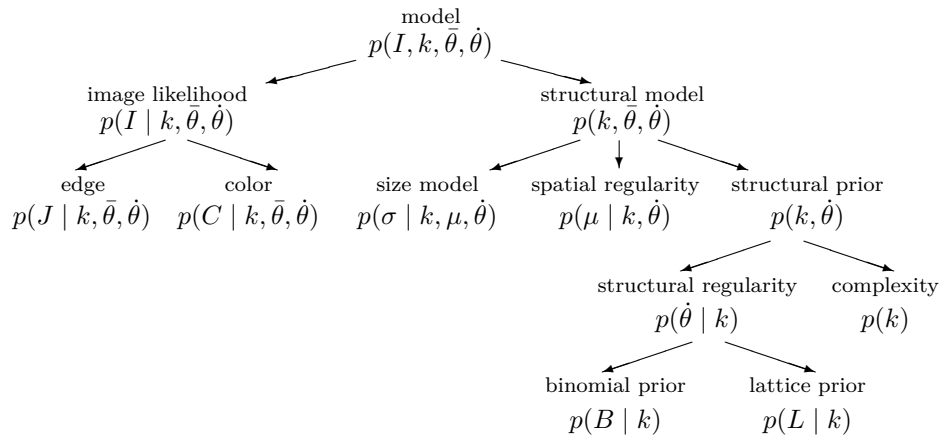 model
p(I, k, θ̄, θ̇)
image likelihood structural model
p(I | k, θ̄, θ̇) p(k, θ̄, θ̇)
edge color size model spatial regularity structural prior
p(J | k, θ̄, θ̇) p(C | k, θ̄, θ̇) p(σ | k, μ, θ̇) p(μ | k, θ̇) p(k, θ̇)
structural regularity complexity
p(θ̇ | k) p(k)
binomial prior lattice prior
p(B | k) p(L | k)